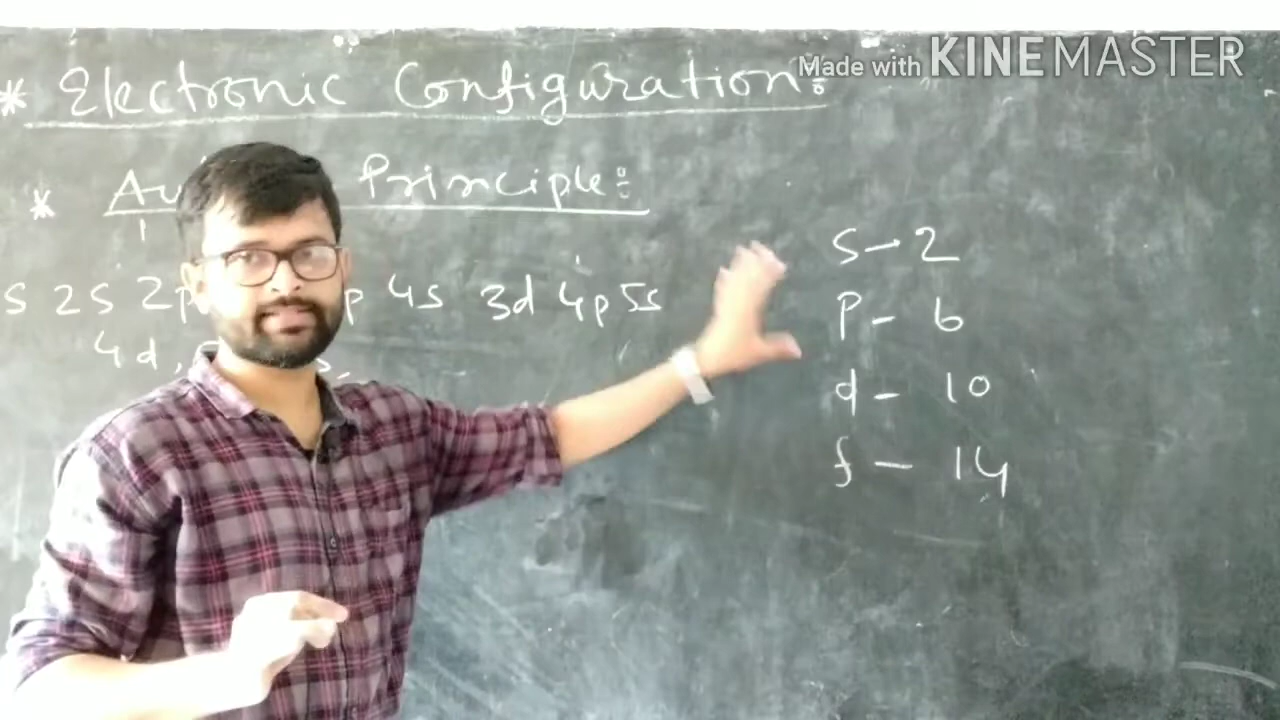 Made with KINEMASTER
* Electronic Configuration:
* Principle:
S 2S 2p p 4s 3d 4p 5s
4d, s,
S - 2
P - 6
d - 10
f - 14